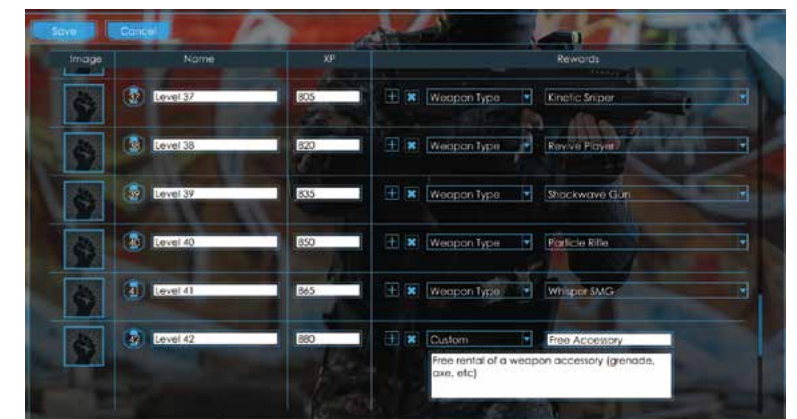 Save Cancel
Image Name XP Rewards
37 Level 37 805 Weapon Type Kinetic Sniper
38 Level 38 820 Weapon Type Revive Player
39 Level 39 835 Weapon Type Shockwave Gun
40 Level 40 850 Weapon Type Particle Rifle
41 Level 41 865 Weapon Type Whisper SMG
42 Level 42 880 Custom Free Accessory
Free rental of a weapon accessory (grenade,
axe, etc)